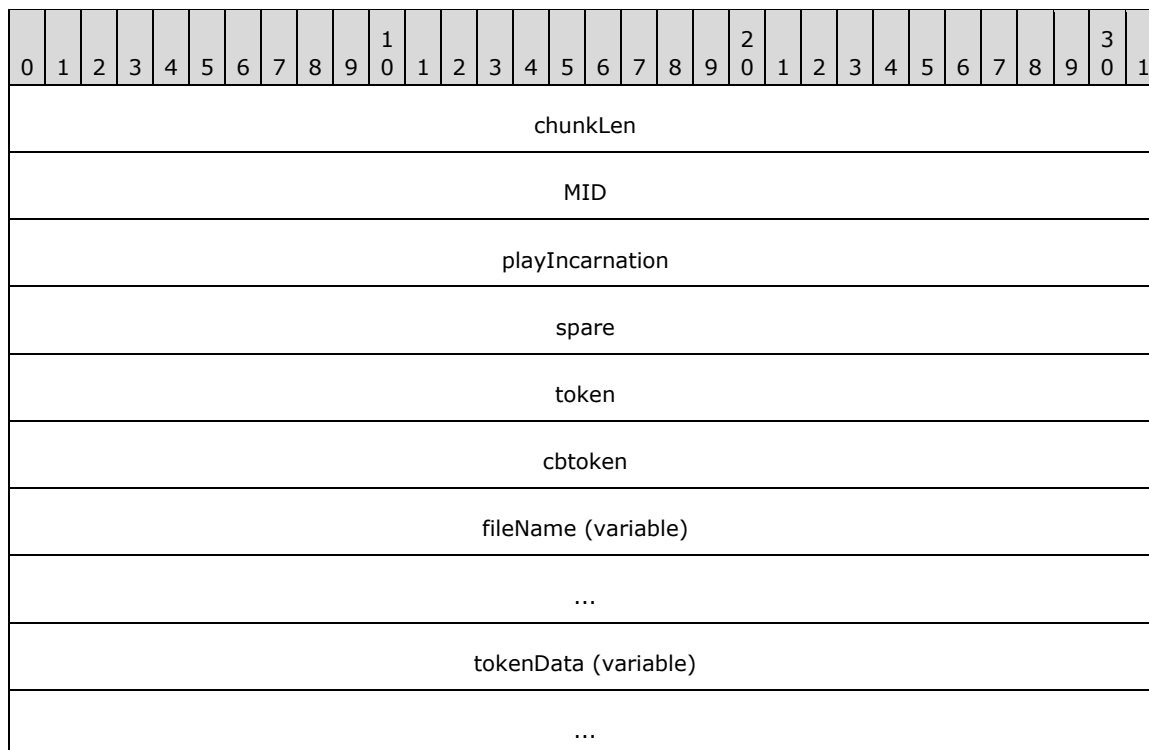 1 2 3
0 1 2 3 4 5 6 7 8 9 0 1 2 3 4 5 6 7 8 9 0 1 2 3 4 5 6 7 8 9 0 1
chunkLen
MID
playIncarnation
spare
token
cbtoken
fileName (variable)
...
tokenData (variable)
...